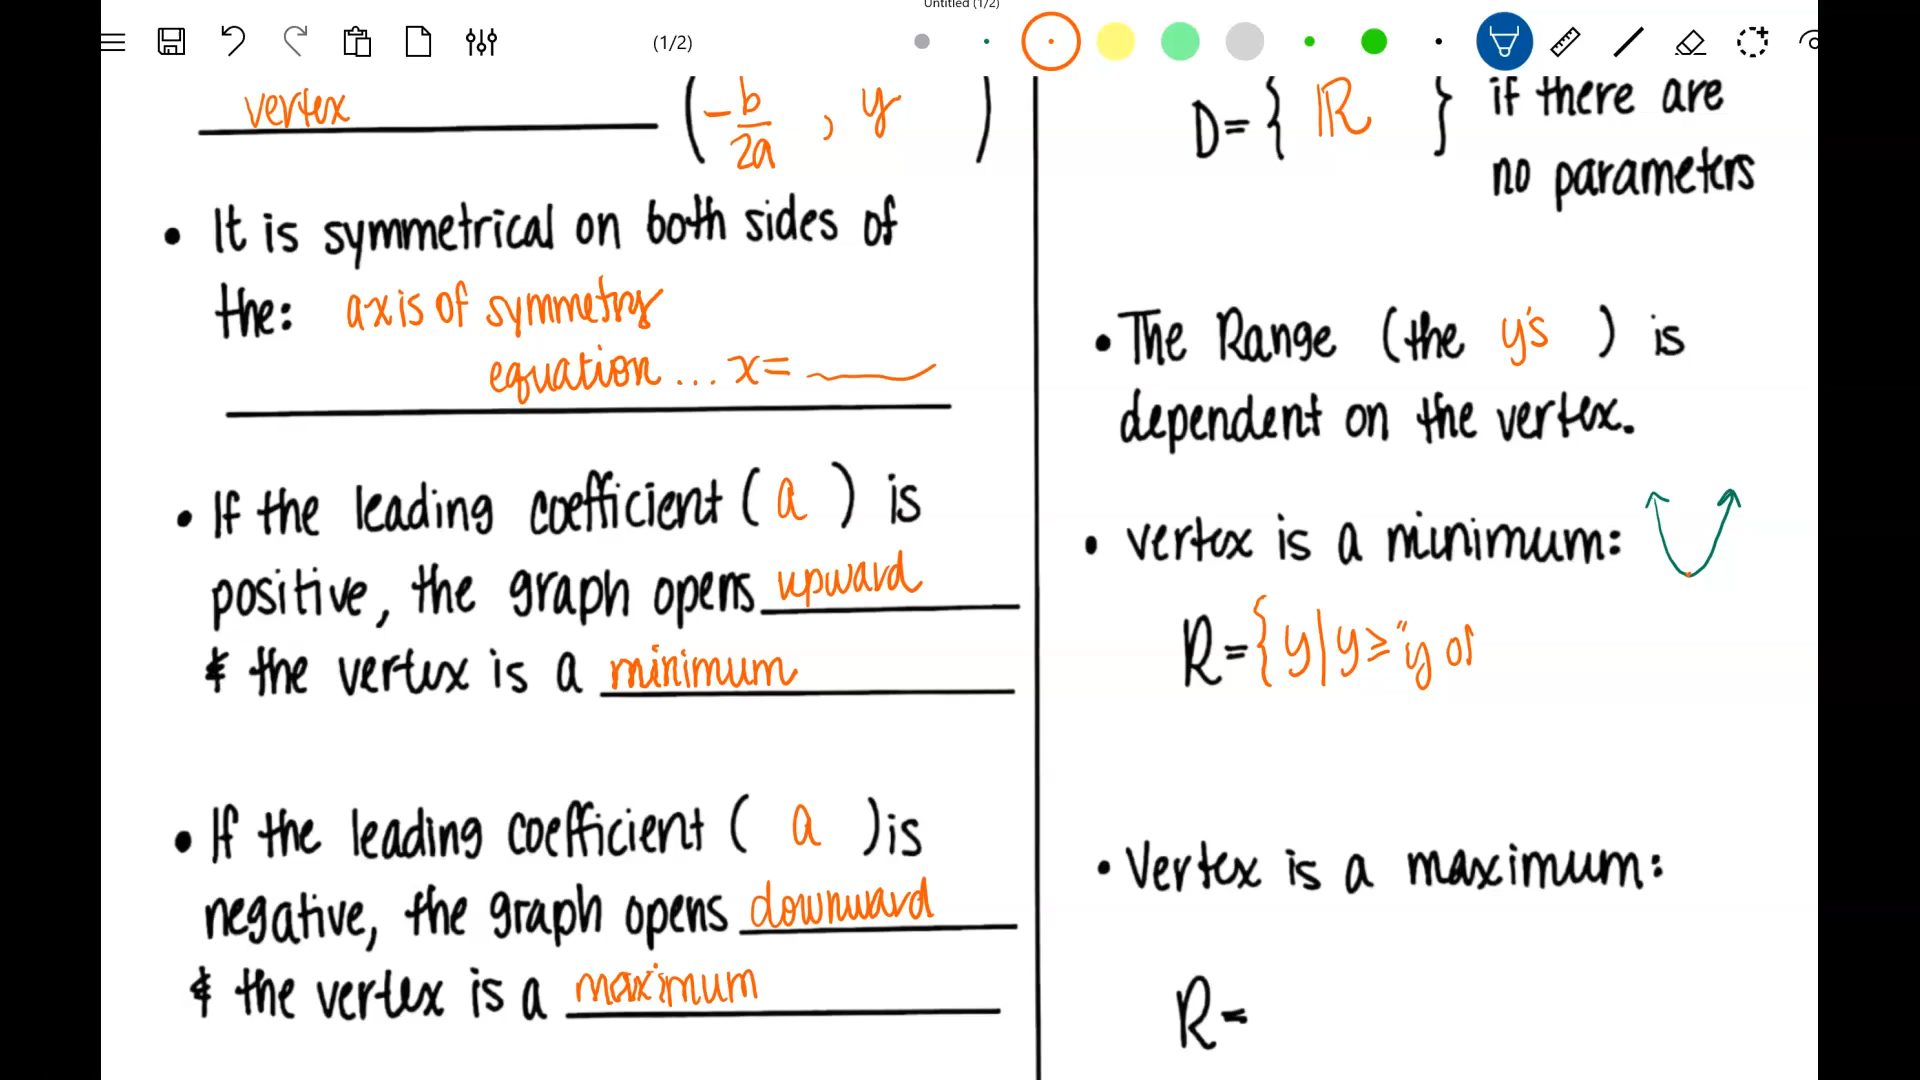 Untitled (1/2)
(1/2)
vertex (-b/2a , y )
• It is symmetrical on both sides of
the: axis of symmetry
equation... x=
• If the leading coefficient ( a ) is
positive, the graph opens upward
& the vertex is a minimum
• If the leading coefficient ( a ) is
negative, the graph opens downward
& the vertex is a maximum
D = { ℝ } if there are
no parameters
• The Range (the y's ) is
dependent on the vertex.
• vertex is a minimum:
R = { y | y ≥ "y of
• Vertex is a maximum:
R =